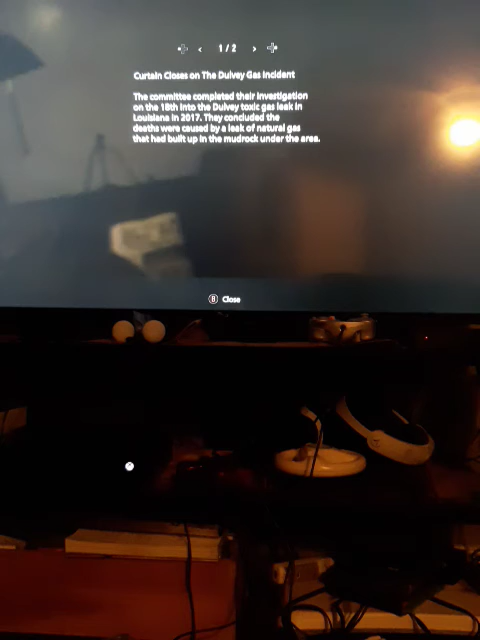 < 1/2 >
Curtain Closes on The Dulvey Gas Incident
The committee completed their investigation
on the 18th into the Dulvey toxic gas leak in
Louisiana in 2017. They concluded the
deaths were caused by a leak of natural gas
that had built up in the mudrock under the area.
B Close